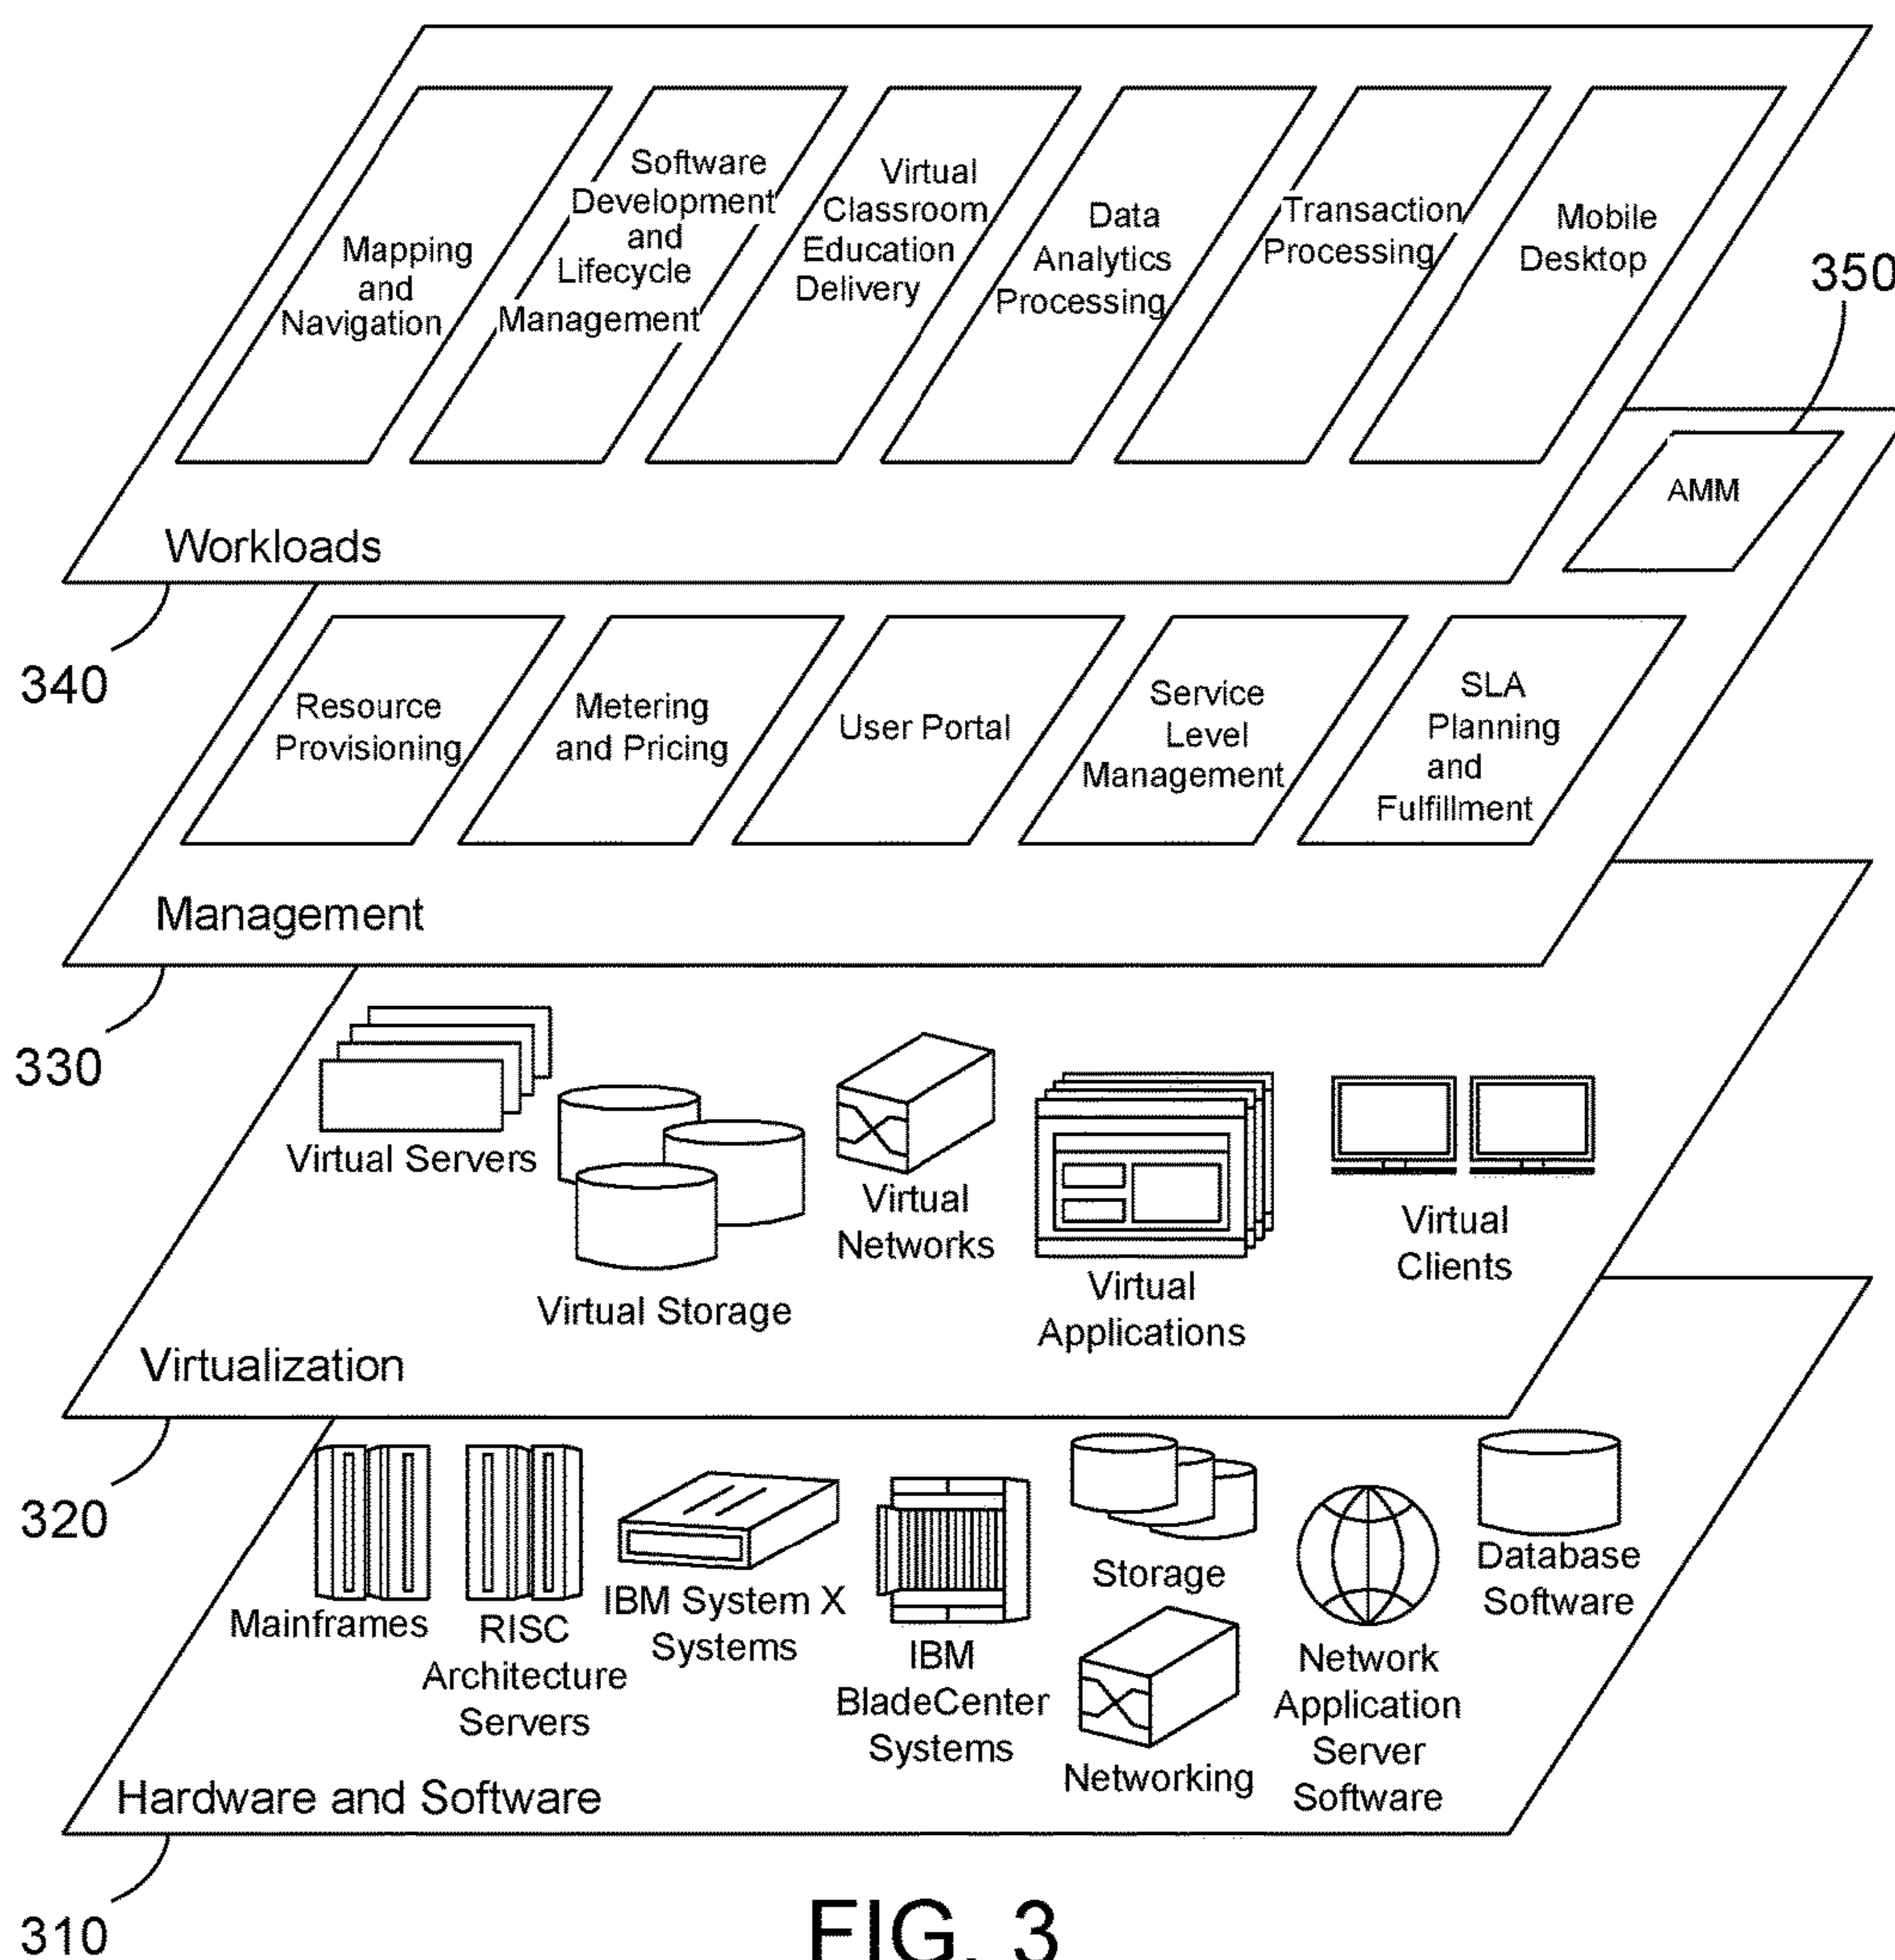 Mapping
and
Navigation
Software
Development
and
Lifecycle
Management
Virtual
Classroom
Education
Delivery
Data
Analytics
Processing
Transaction
Processing
Mobile
Desktop
350
AMM
Workloads
340
Resource
Provisioning
Metering
and Pricing
User Portal
Service
Level
Management
SLA
Planning
and
Fulfillment
Management
330
Virtual Servers
Virtual Storage
Virtual
Networks
Virtual
Applications
Virtual
Clients
Virtualization
320
Mainframes
RISC
Architecture
Servers
IBM System X
Systems
IBM
BladeCenter
Systems
Storage
Networking
Network
Application
Server
Software
Database
Software
Hardware and Software
310
FIG. 3